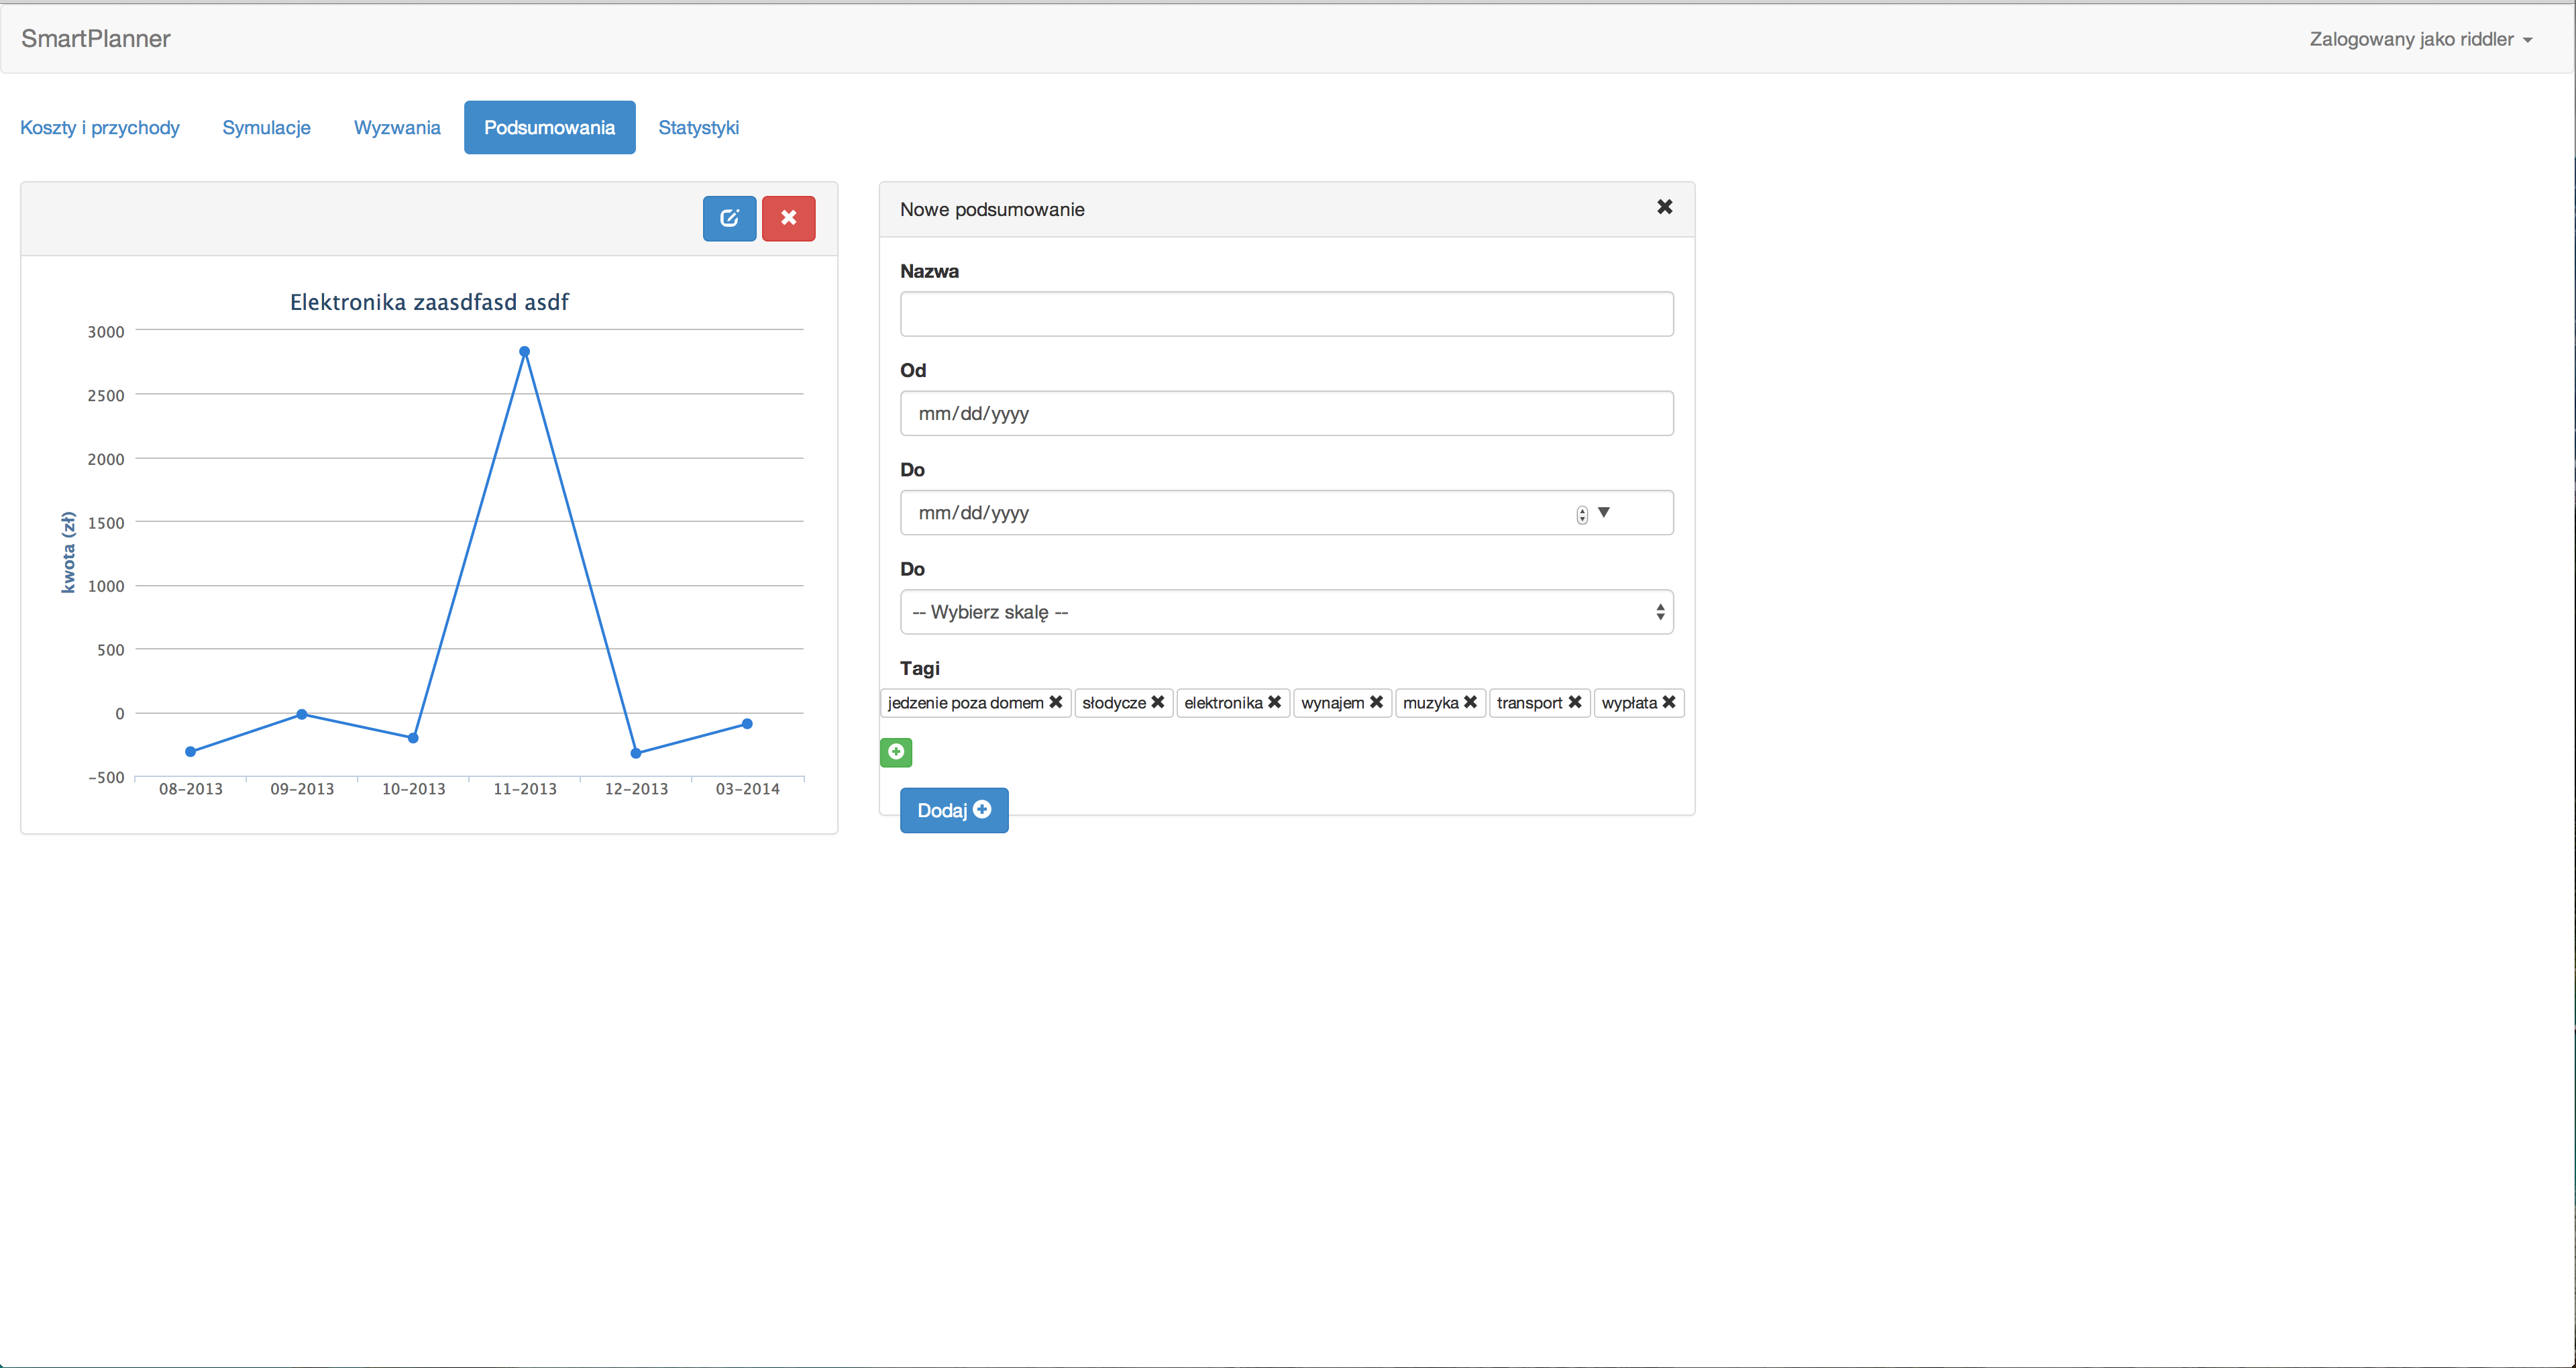 SmartPlanner
Zalogowany jako riddler
Koszty i przychody Symulacje Wyzwania Podsumowania Statystyki
Elektronika zaasdfasd asdf
kwota (zł)
3000
2500
2000
1500
1000
500
0
-500
08-2013 09-2013 10-2013 11-2013 12-2013 03-2014
Nowe podsumowanie
Nazwa
Od
mm/dd/yyyy
Do
mm/dd/yyyy
Do
-- Wybierz skalę --
Tagi
jedzenie poza domem słodycze elektronika wynajem muzyka transport wypłata
Dodaj